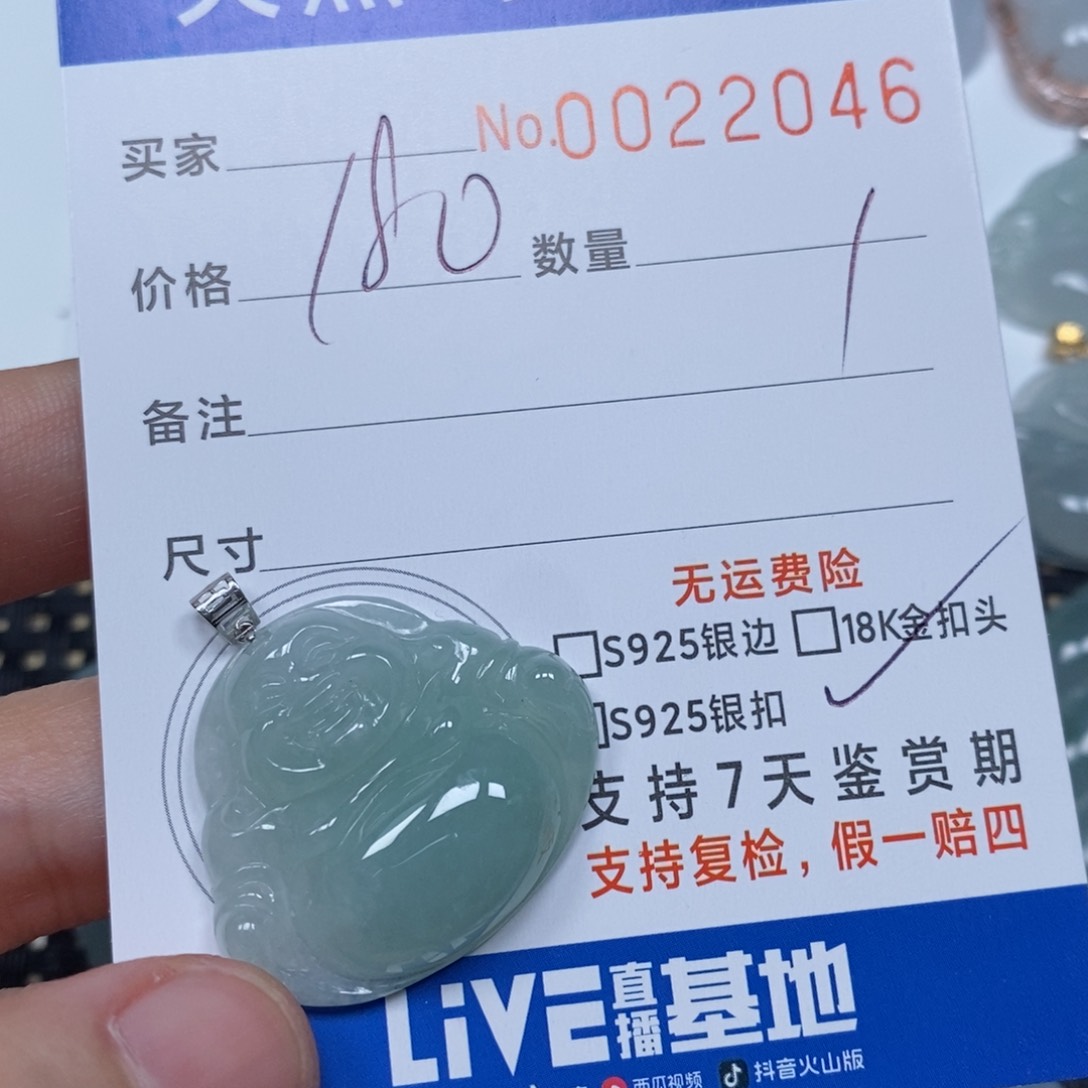 天然
买家 No.0022046
价格 180 数量 1
备注
尺寸
无运费险
S925银边 18K金扣头
S925银扣
支持7天鉴赏期
支持复检，假一赔四
LiVE直播基地
西瓜视频 抖音火山版